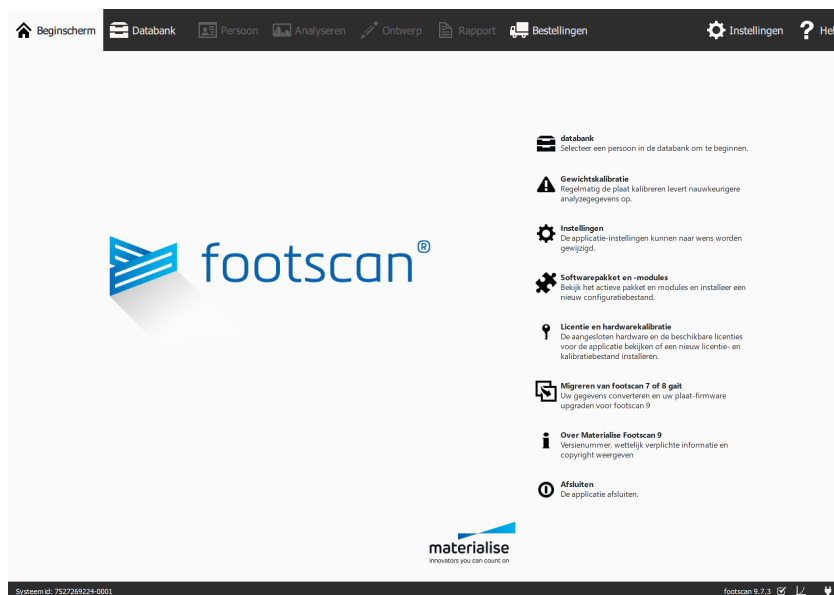 Beginscherm Databank Persoon Analyseren Ontwerp Rapport Bestellingen Instellingen Hel
databank
Selecteer een persoon in de databank om te beginnen.
Gewichtskalibratie
Regelmatig de plaat kalibreren levert nauwkeurigere
analyzegegevens op.
Instellingen
De applicatie-instellingen kunnen naar wens worden
gewijzigd.
footscan®
Softwarepakket en -modules
Bekijk het actieve pakket en modules en installeer een
nieuw configuratiebestand.
Licentie en hardwarekalibratie
De aangesloten hardware en de beschikbare licenties
voor de applicatie bekijken of een nieuw licentie- en
kalibratiebestand installeren.
Migreren van footscan 7 of 8 gait
Uw gegevens converteren en uw plaat-firmware
upgraden voor footscan 9
Over Materialise Footscan 9
Versienummer, wettelijk verplichte informatie en
copyright weergeven
Afsluiten
De applicatie afsluiten.
materialise
innovators you can count on
Systeem id: 7527269224-0001 footscan 9.7.3